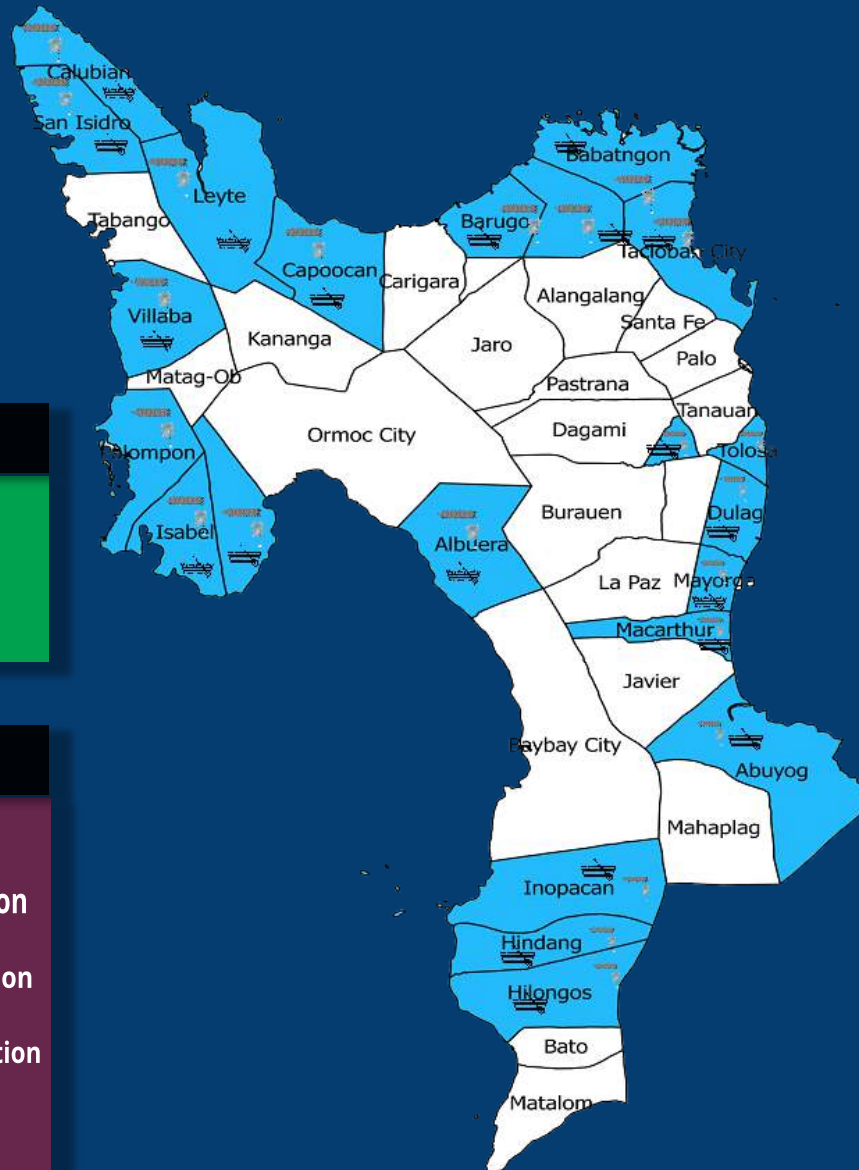 Calubian
San Isidro
Leyte
Babatngon
Tabango
Barugo
Tacloban City
Capoocan
Carigara
Alangalang
Villaba
Santa Fe
Kananga
Jaro
Palo
Matag-Ob
Pastrana
Tanauan
Dagami
Ormoc City
Tolosa
Palompon
Burauen
Dulag
Isabel
Albuera
La Paz
Mayorga
Macarthur
Javier
Baybay City
Abuyog
Mahaplag
Inopacan
on
Hindang
on
Hilongos
tion
Bato
Matalom